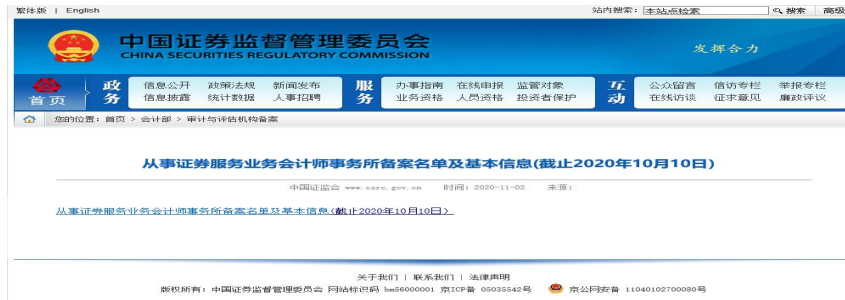 繁体版 | English 站内搜索: 本站点检索 搜索 高级
中国证券监督管理委员会
CHINA SECURITIES REGULATORY COMMISSION
发挥合力
首页 政务 信息公开 政策法规 新闻发布 服务 办事指南 在线申报 监管对象 互动 公众留言 信访专栏 举报专栏
信息披露 统计数据 人事招聘 业务资格 人员资格 投资者保护 在线访谈 征求意见 廉政评议
您的位置：首页 > 会计部 > 审计与评估机构备案
从事证券服务业务会计师事务所备案名单及基本信息(截止2020年10月10日)
中国证监会 www.csrc.gov.cn 时间：2020-11-02 来源：
从事证券服务业务会计师事务所备案名单及基本信息(截止2020年10月10日)
关于我们 | 联系我们 | 法律声明
版权所有：中国证券监督管理委员会 网站标识码 bm56000001 京ICP备 05035542号 京公网安备 11040102700080号